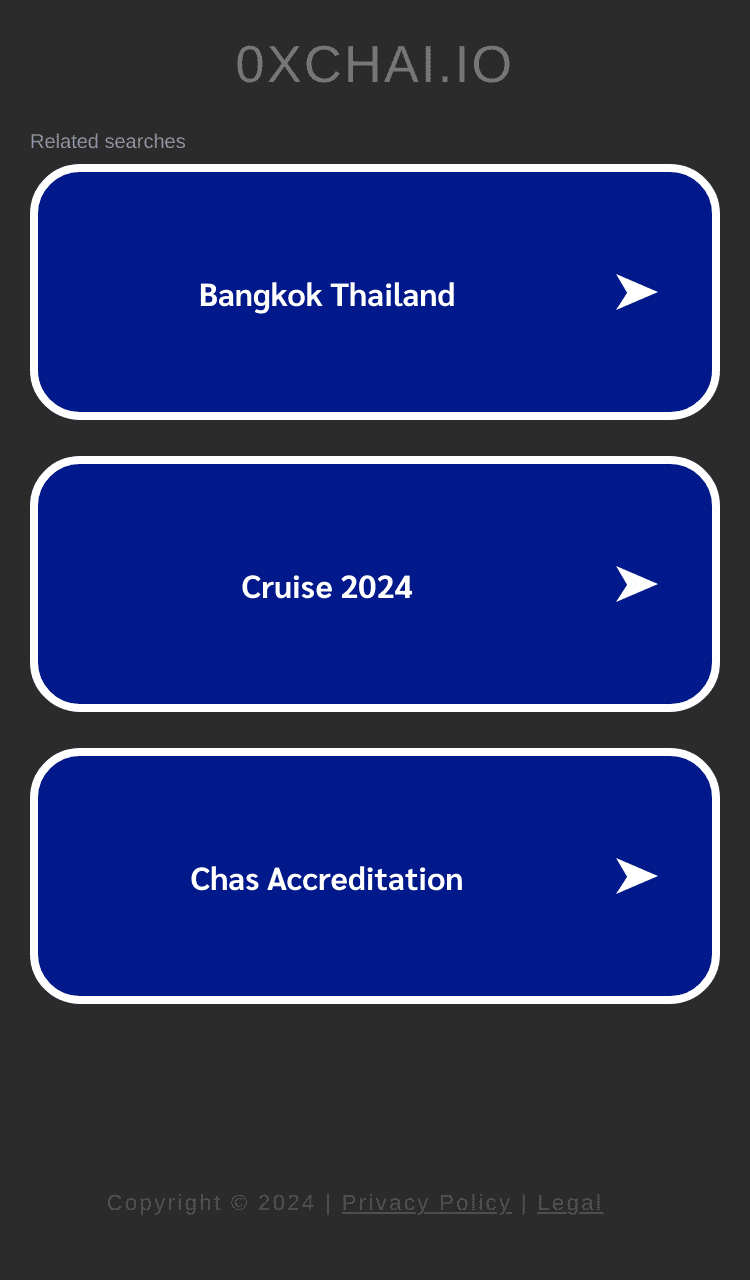 0XCHAI.IO
Related searches
Bangkok Thailand
Cruise 2024
Chas Accreditation
Copyright © 2024 | Privacy Policy | Legal